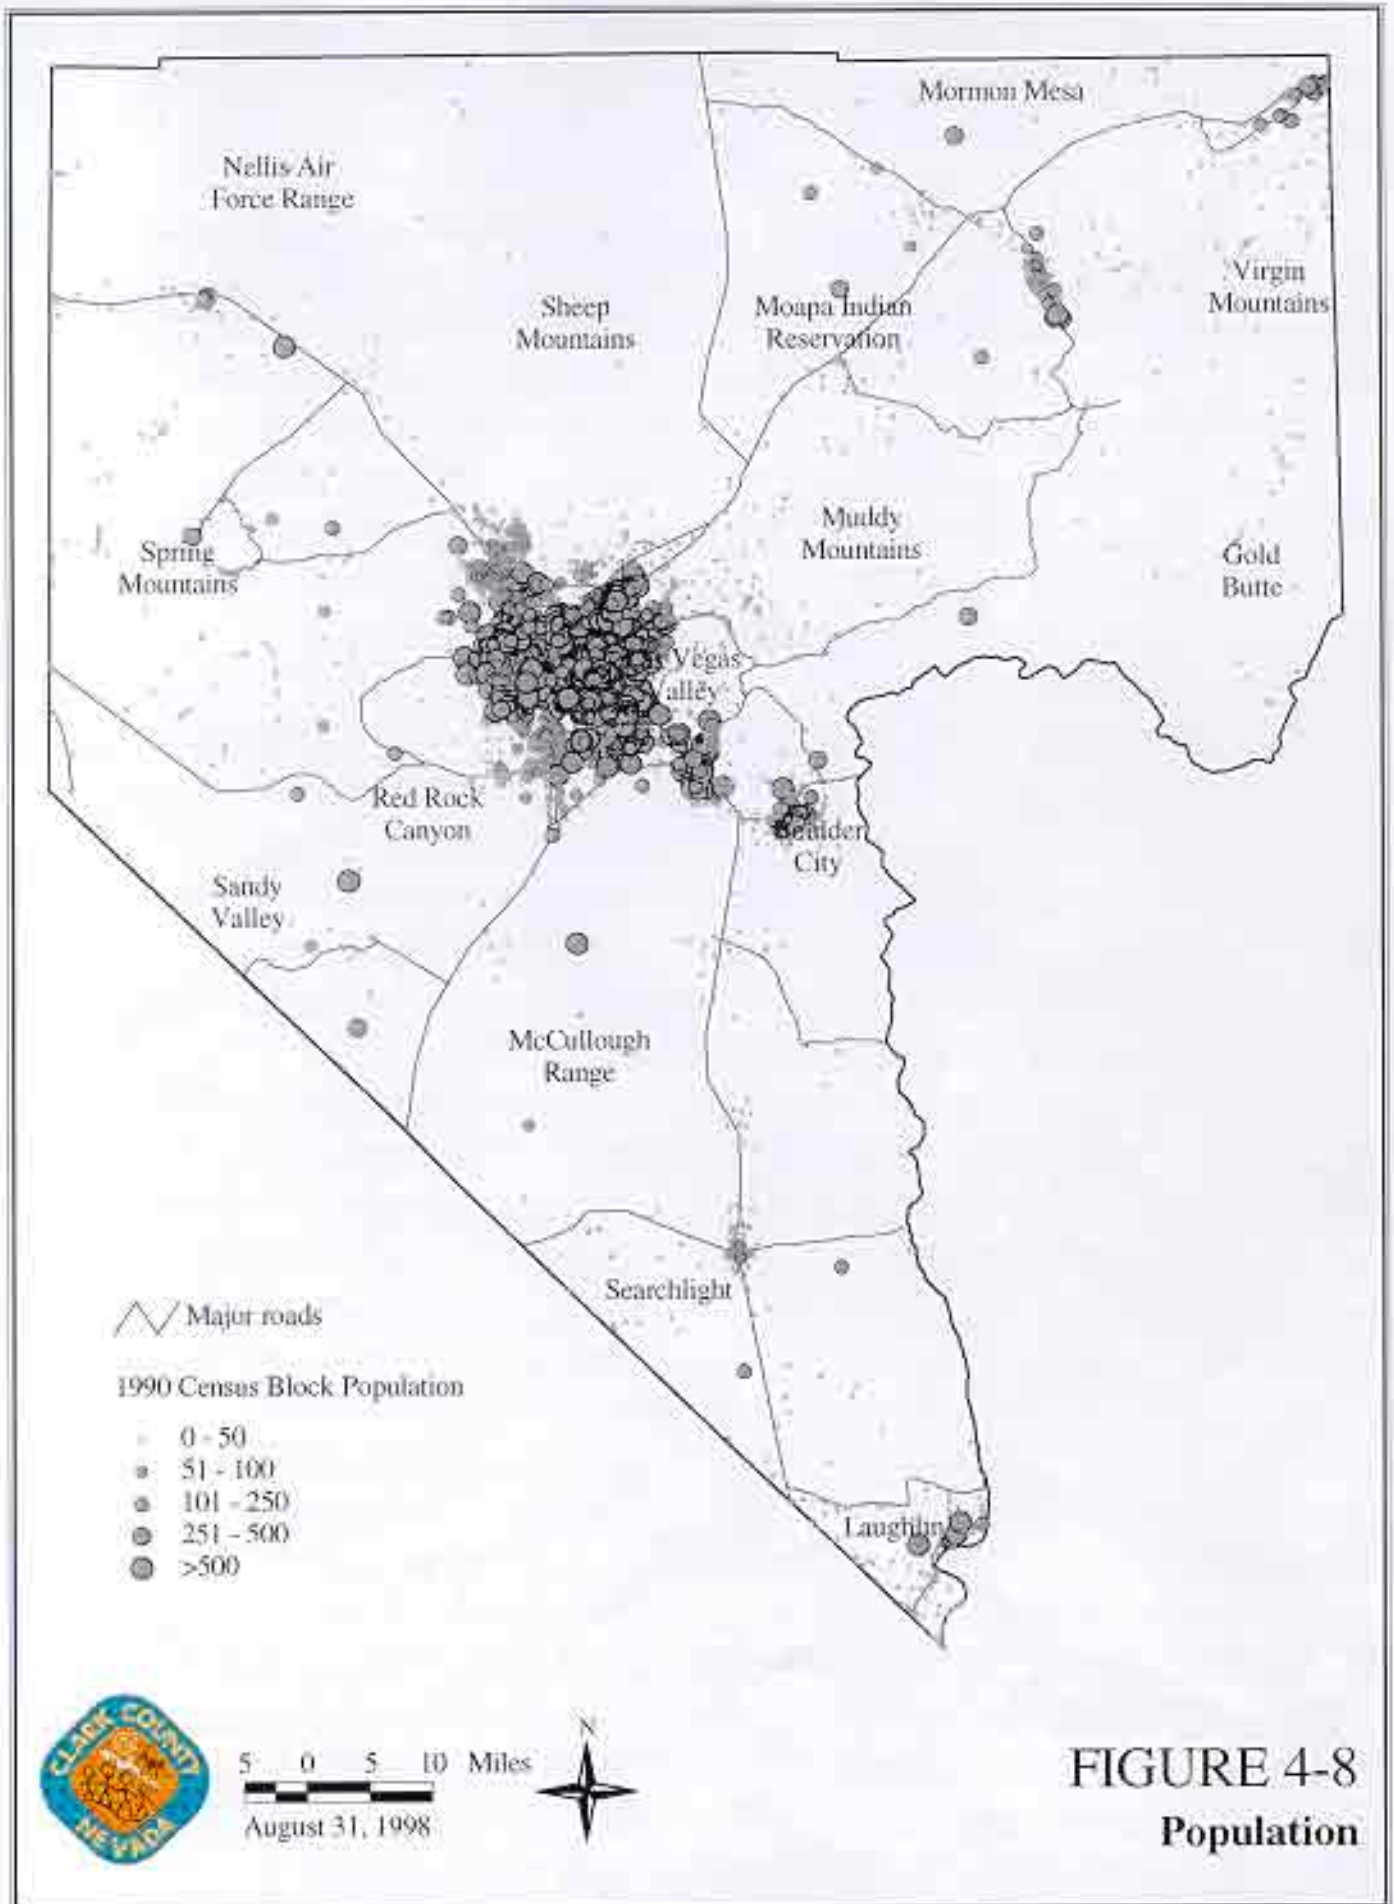 Mormon Mesa
Nellis Air
Force Range
Sheep
Mountains
Moapa Indian
Reservation
Virgin
Mountains
Muddy
Mountains
Spring
Mountains
Gold
Butte
as Vegas
alley
Red Rock
Canyon
Boulder
City
Sandy
Valley
McCullough
Range
Searchlight
Laughlin
Major roads
1990 Census Block Population
0 - 50
51 - 100
101 - 250
251 - 500
>500
CLARK COUNTY
NEVADA
5 0 5 10 Miles
August 31, 1998
N
FIGURE 4-8
Population